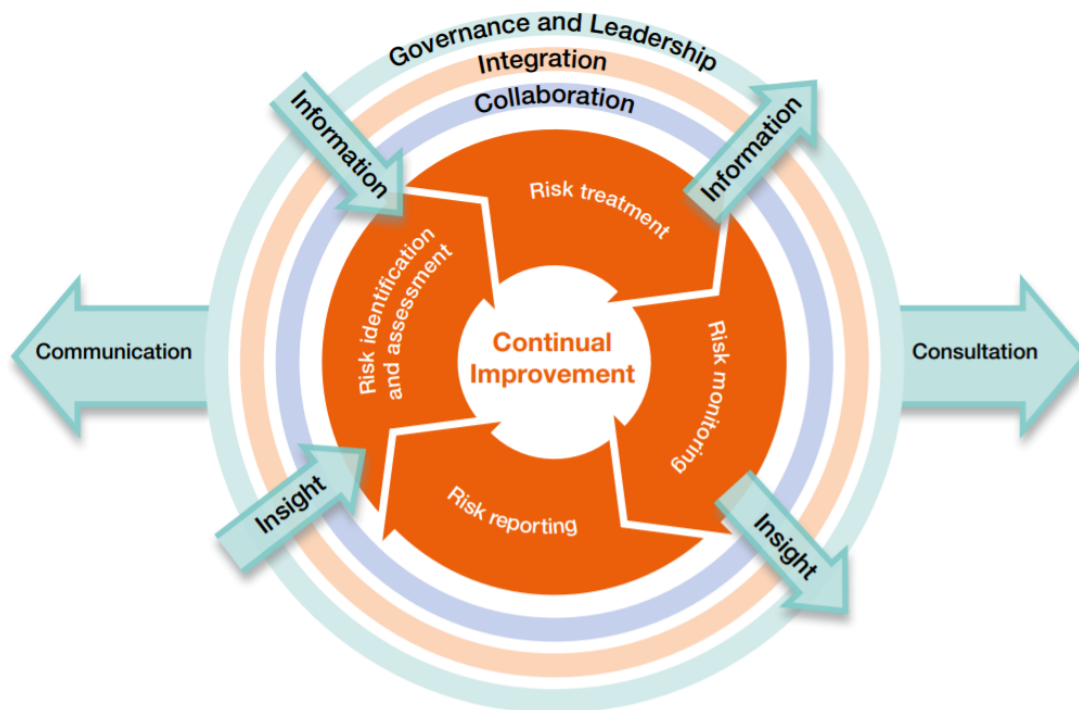 Governance and Leadership
Integration
Collaboration
Information
Information
Risk treatment
Risk identification
and assessment
Continual
Improvement
Communication
Consultation
Risk monitoring
Risk reporting
Insight
Insight